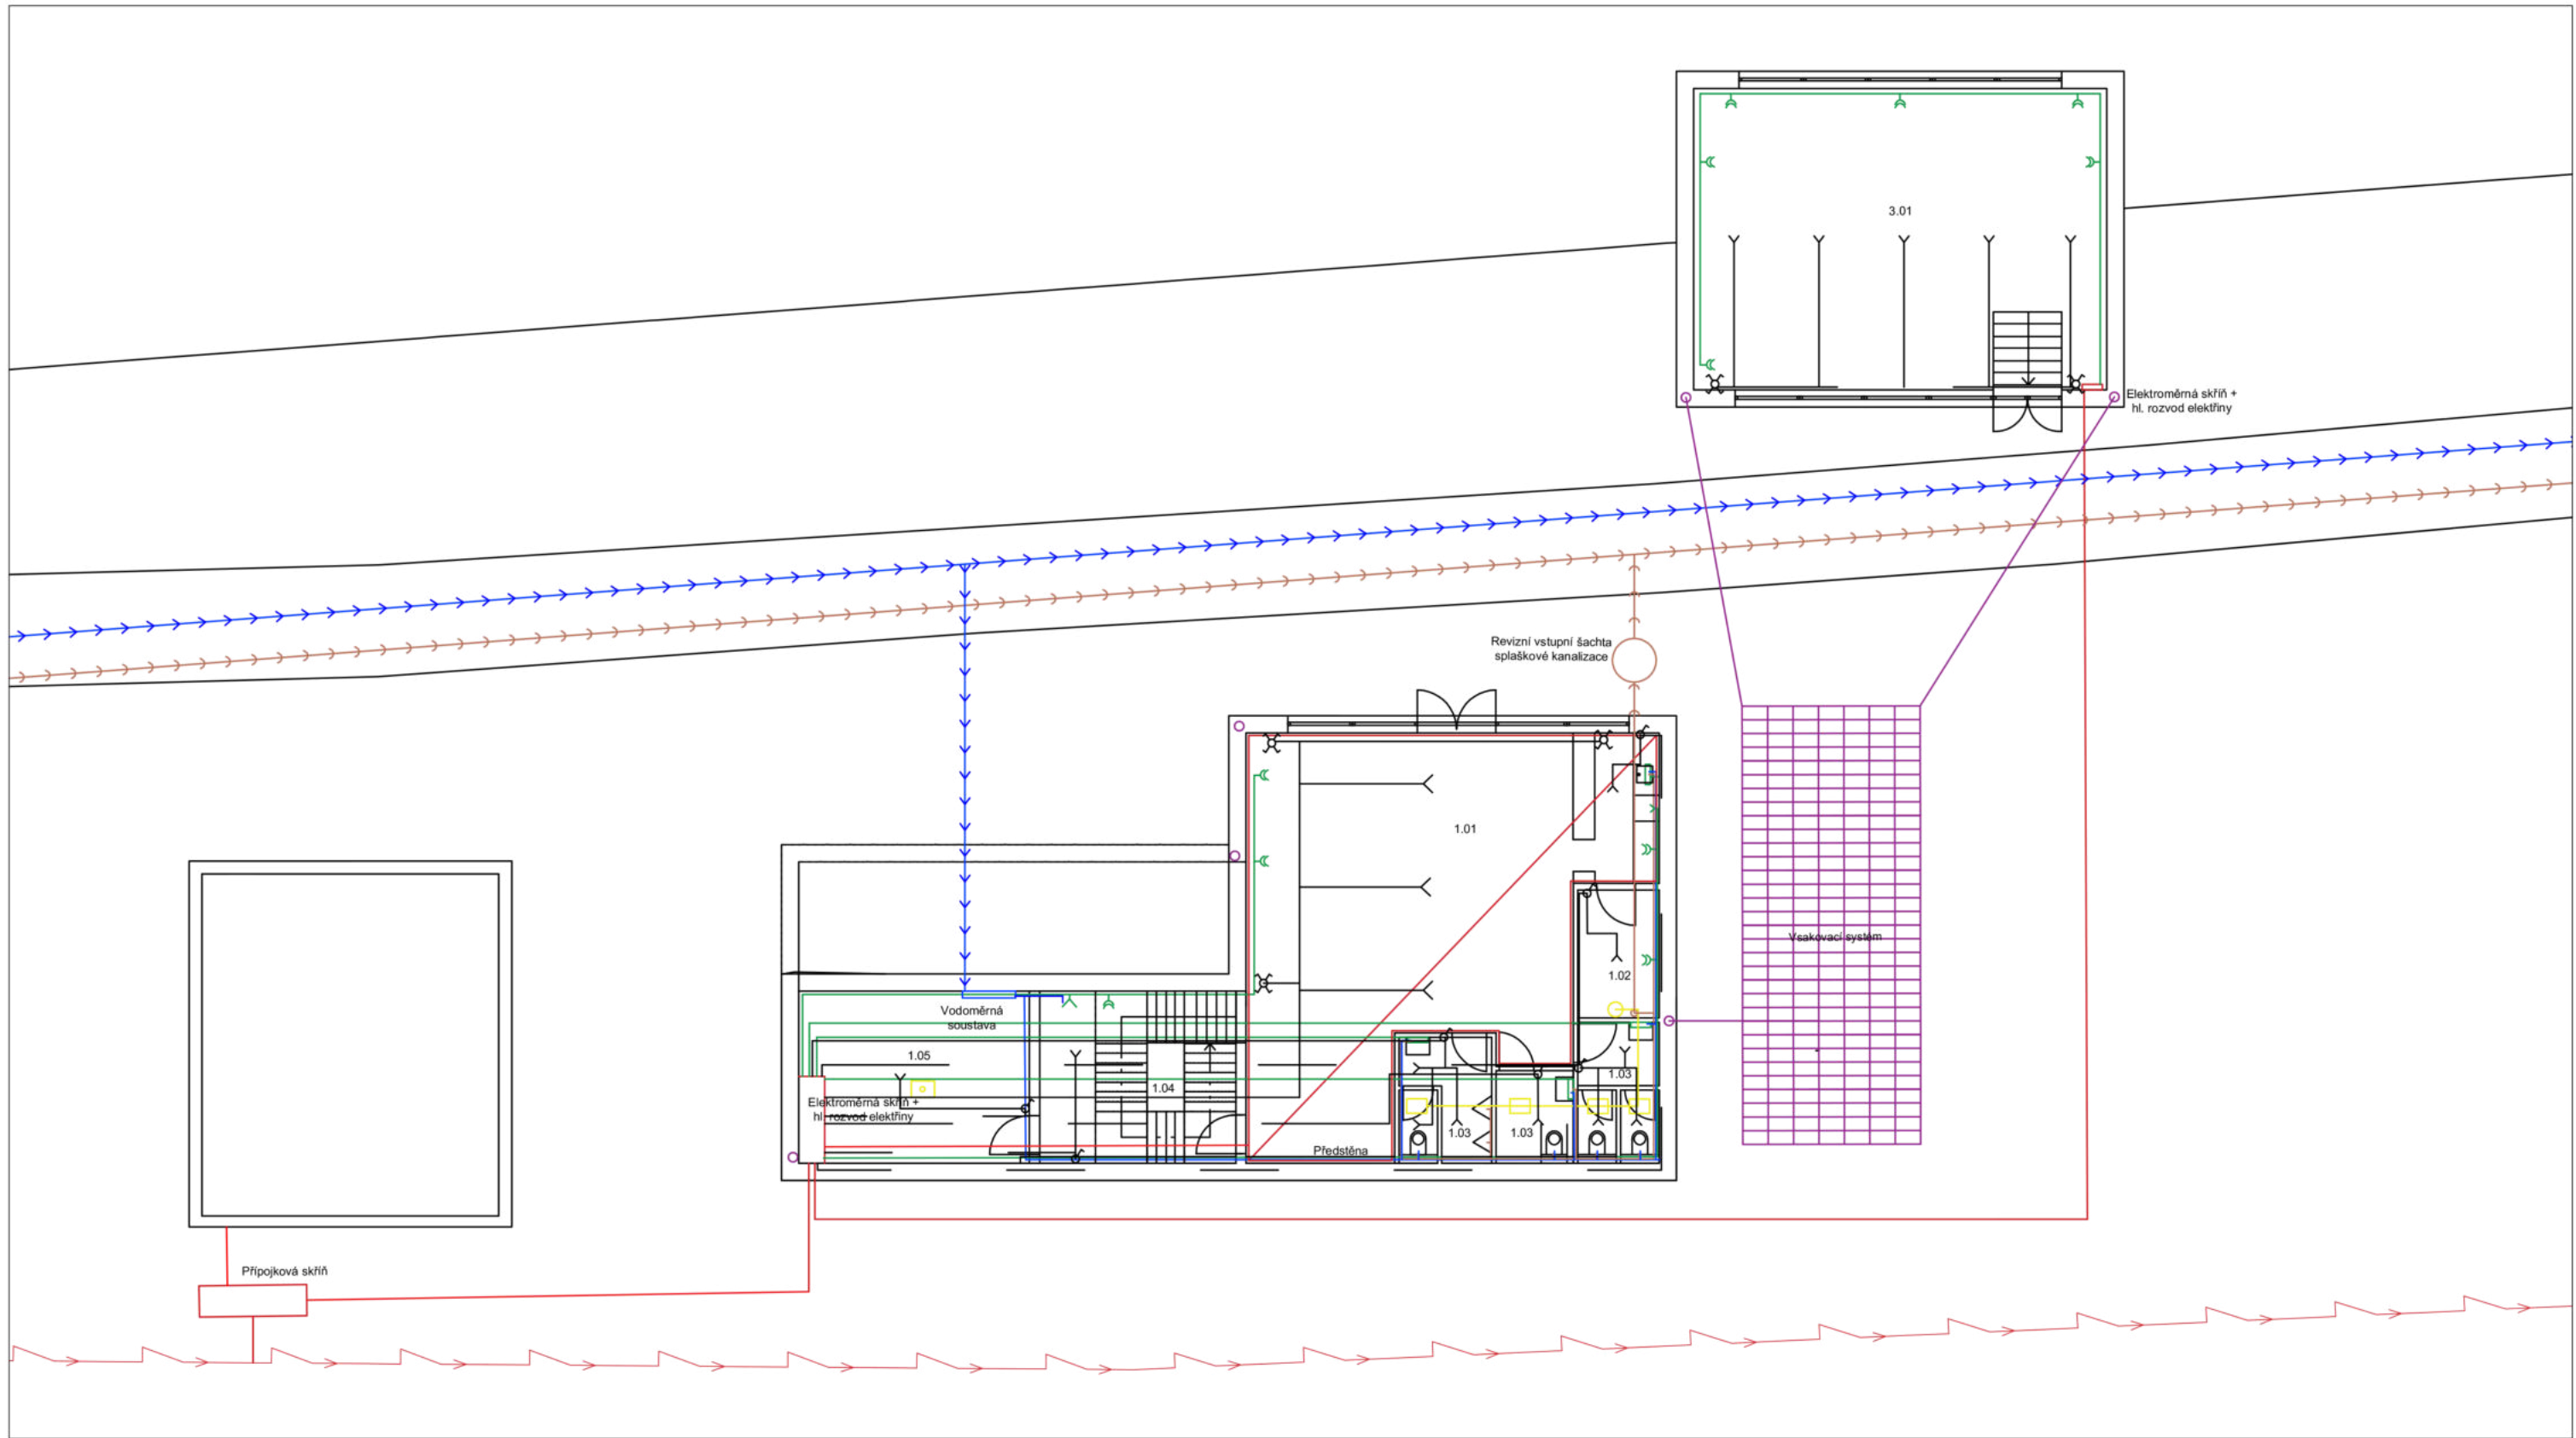 3.01
Elektroměrná skříň +
hl. rozvod elektřiny
Revizní vstupní šachta
splaškové kanalizace
1.01
Vsakovací systém
1.02
Vodoměrná
soustava
1.05
1.04
1.03
Elektroměrná skříň +
hl. rozvod elektřiny
1.03
1.03
Předstěna
Přípojková skříň